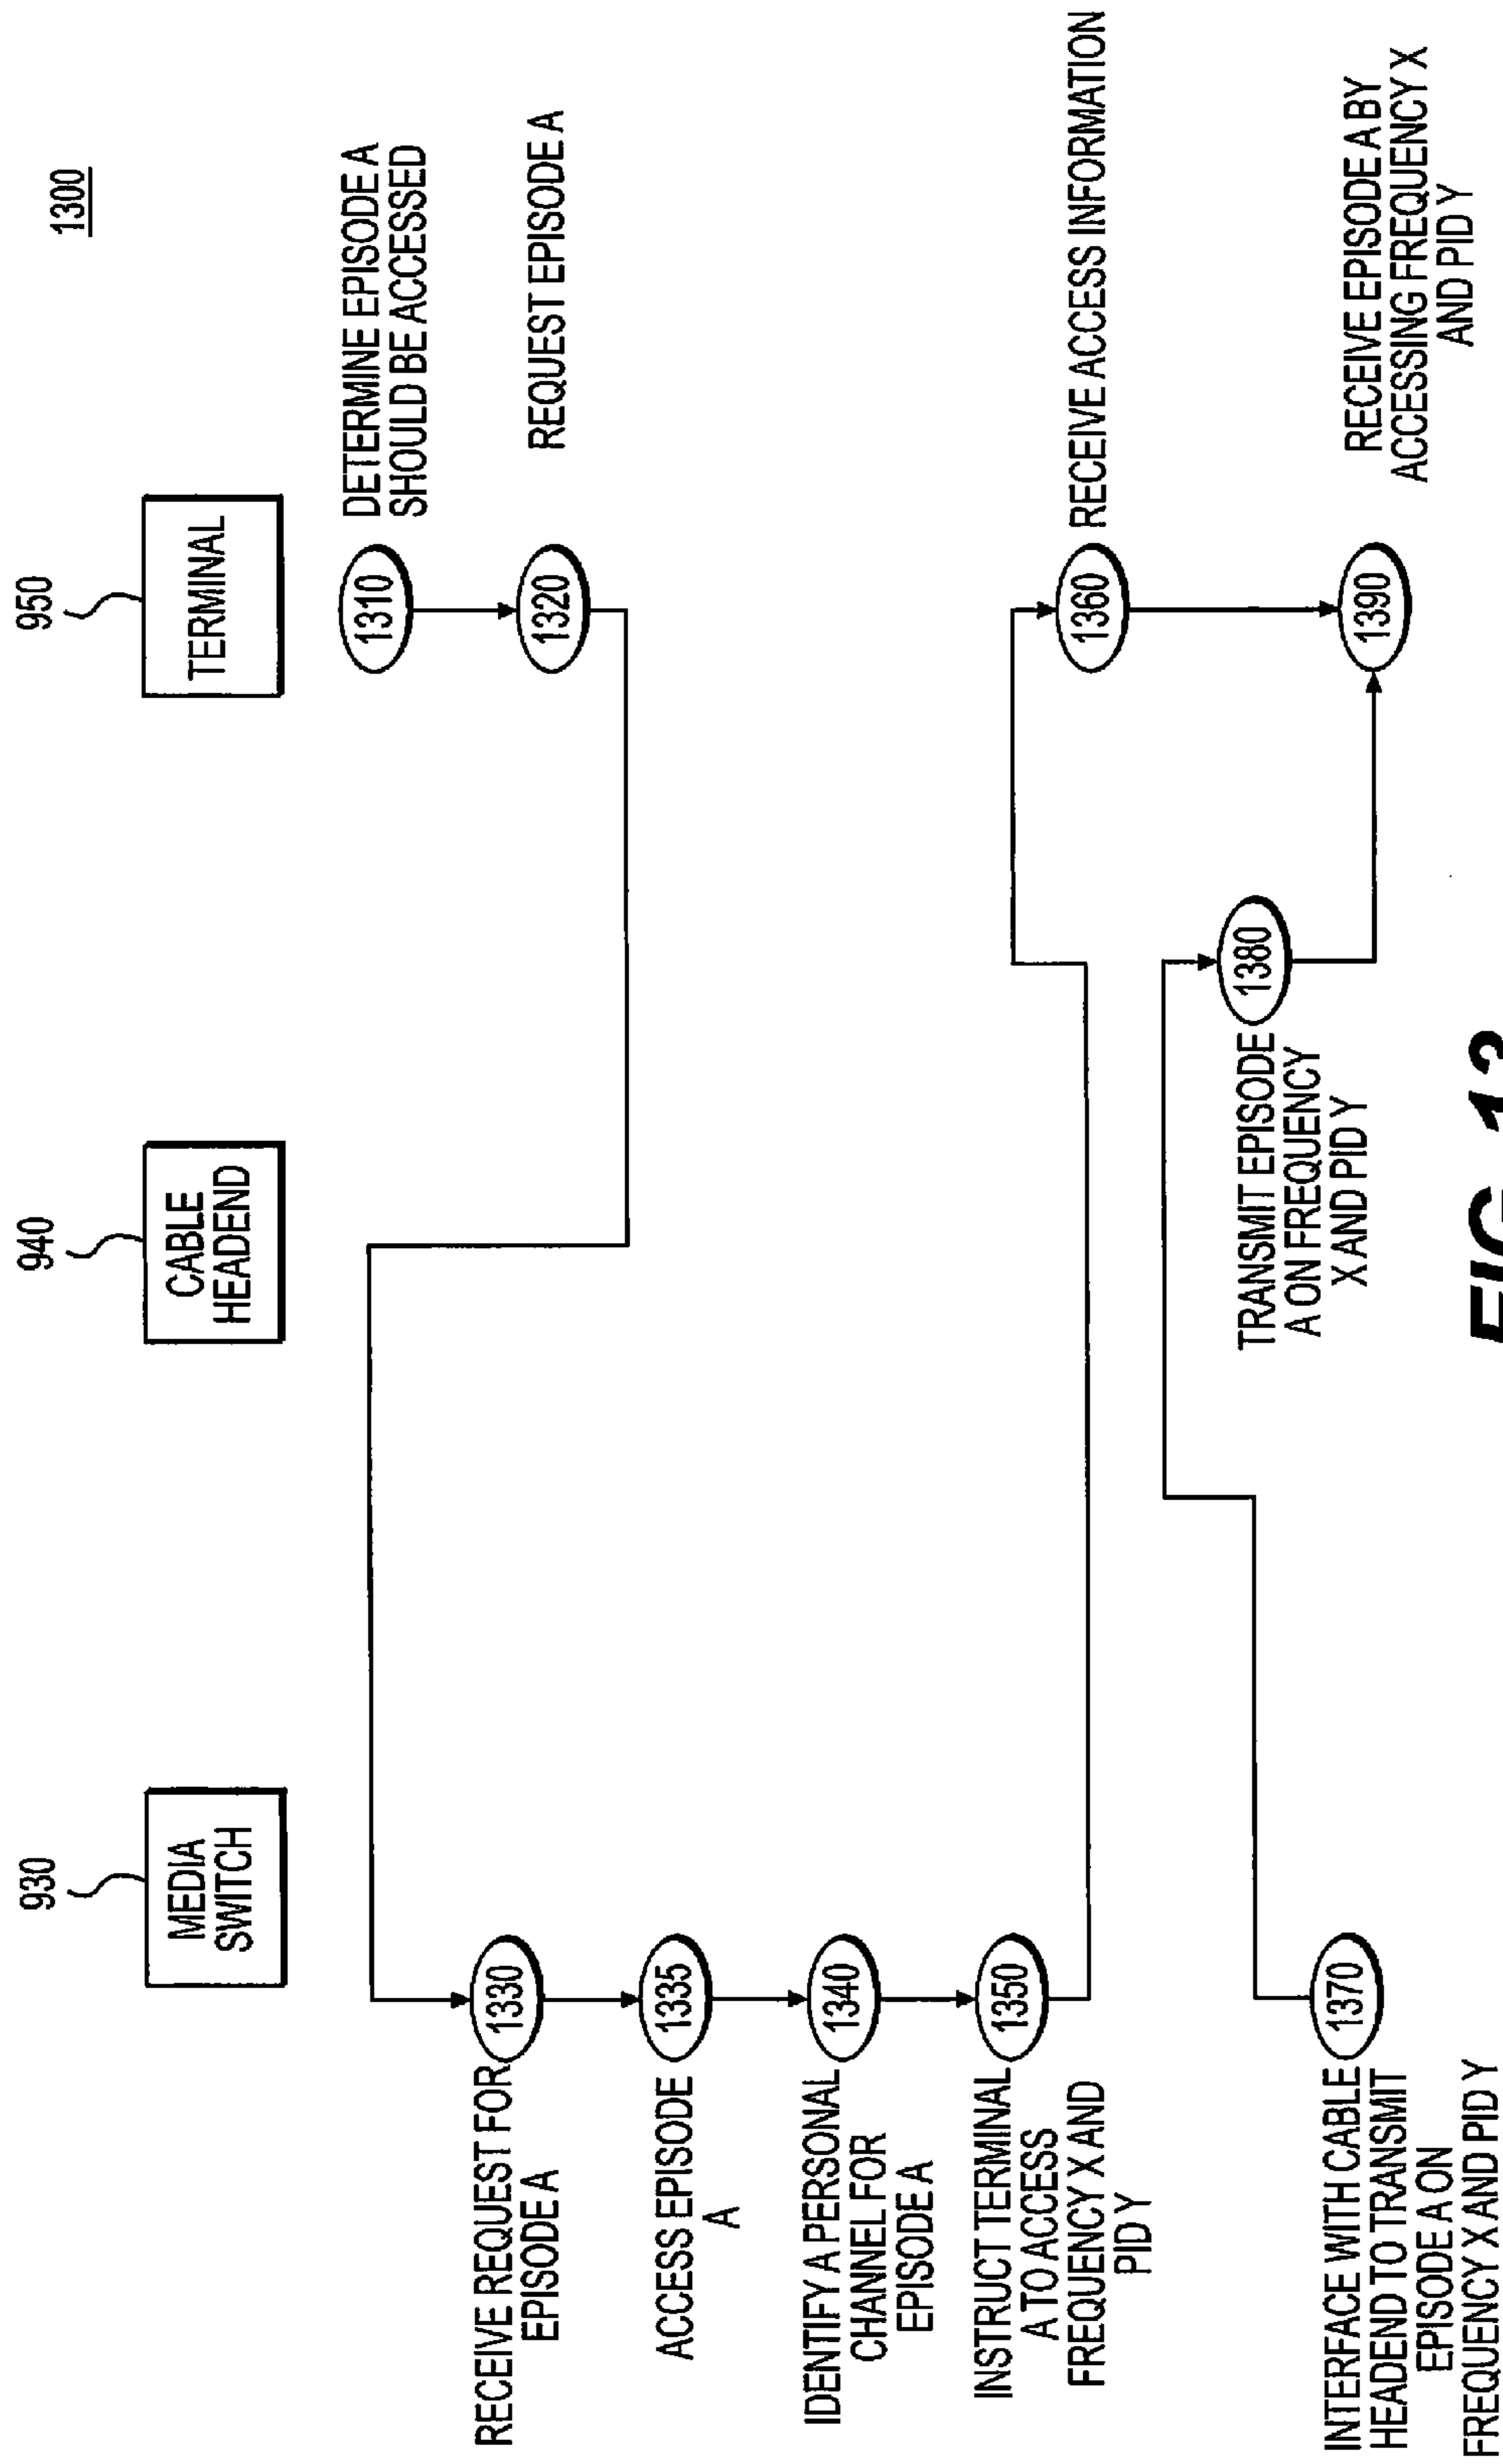 1300
930
MEDIA
SWITCH
940
CABLE
HEADEND
950
TERMINAL
1310
DETERMINE EPISODE A
SHOULD BE ACCESSED
1320
REQUEST EPISODE A
RECEIVE REQUEST FOR
EPISODE A
1330
ACCESS EPISODE
A
1335
IDENTIFY A PERSONAL
CHANNEL FOR
EPISODE A
1340
INSTRUCT TERMINAL
A TO ACCESS
FREQUENCY X AND
PID Y
1350
1360
RECEIVE ACCESS INFORMATION
INTERFACE WITH CABLE
HEADEND TO TRANSMIT
EPISODE A ON
FREQUENCY X AND PID Y
1370
TRANSMIT EPISODE
A ON FREQUENCY
X AND PID Y
1380
1390
RECEIVE EPISODE A BY
ACCESSING FREQUENCY X
AND PID Y
FIG. 13